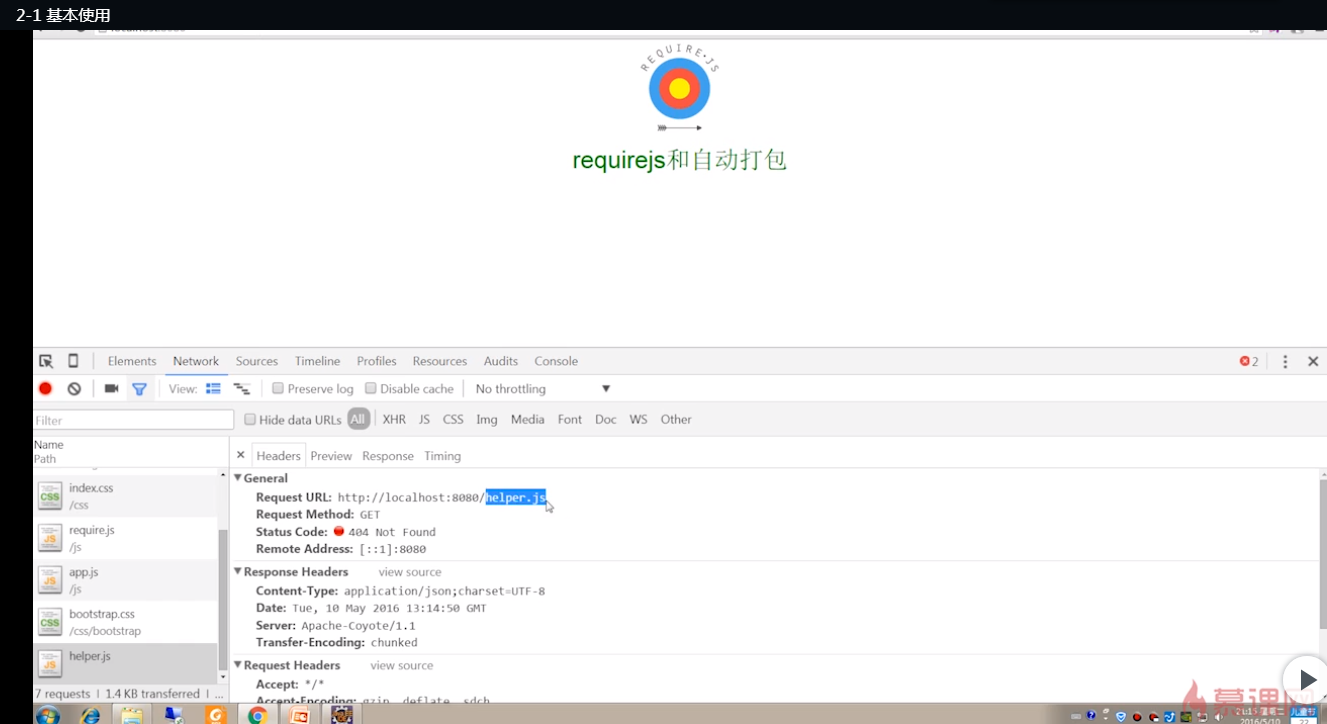 2-1 基本使用
REQUIRE·JS
requirejs和自动打包
Elements Network Sources Timeline Profiles Resources Audits Console 2
View: Preserve log Disable cache No throttling
Filter Hide data URLs All XHR JS CSS Img Media Font Doc WS Other
Name
Path
Headers Preview Response Timing
CSS index.css
/css
JS require.js
/js
JS app.js
/js
CSS bootstrap.css
/css/bootstrap
JS helper.js
7 requests | 1.4 KB transferred | ...
General
Request URL: http://localhost:8080/helper.js
Request Method: GET
Status Code: 404 Not Found
Remote Address: [::1]:8080
Response Headers view source
Content-Type: application/json;charset=UTF-8
Date: Tue, 10 May 2016 13:14:50 GMT
Server: Apache-Coyote/1.1
Transfer-Encoding: chunked
Request Headers view source
Accept: */*
Accept-Encoding: gzip, deflate, sdch
慕课网
2016/5/10
22